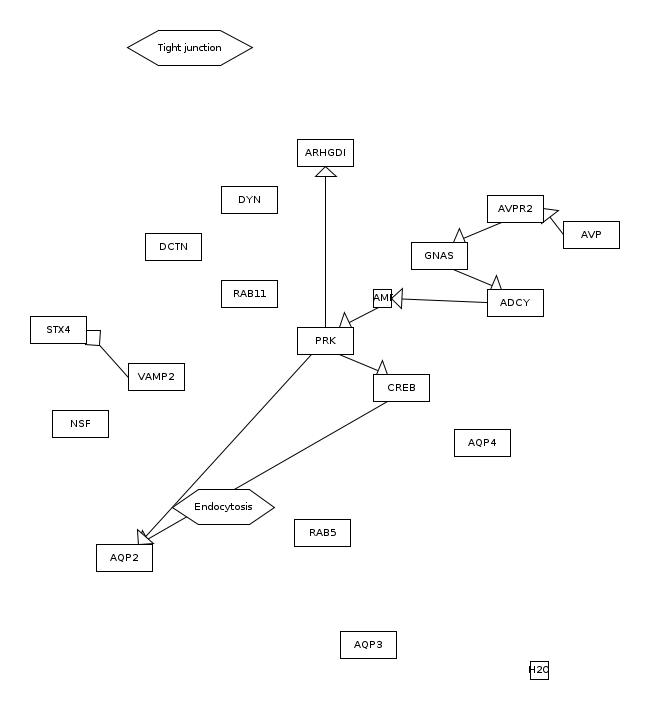 Tight junction
ARHGDI
DYN
AVPR2
AVP
DCTN
GNAS
RAB11
ADCY
STX4
PRK
VAMP2
CREB
NSF
AQP4
Endocytosis
RAB5
AQP2
AQP3
H2O